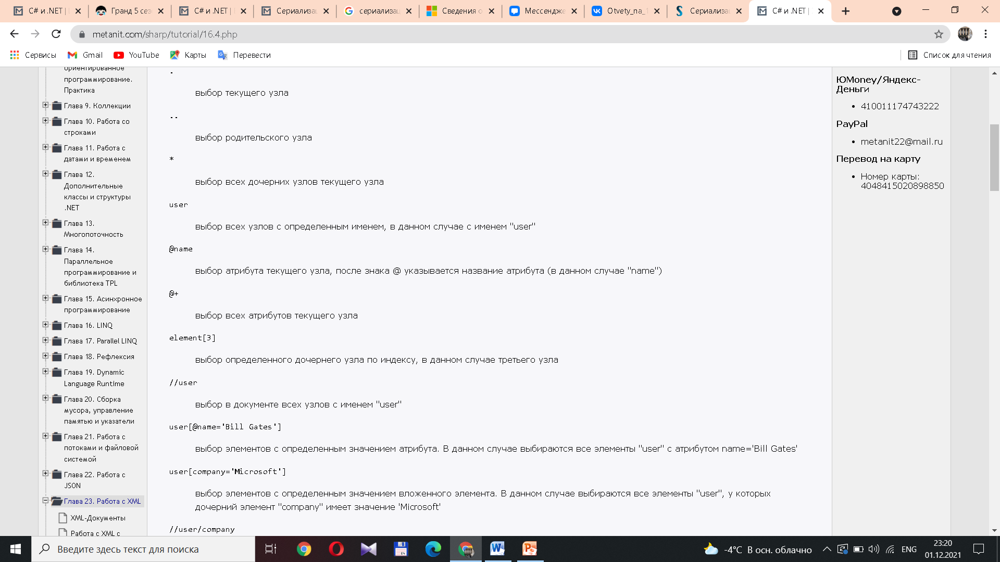 C# и .NET |
Гранд 5 сез
C# и .NET |
Сериализац
сериализац
Сведения о
Мессендже
Otvety_na_
Сериализац
C# и .NET |
metanit.com/sharp/tutorial/16.4.php
Сервисы
Gmail
YouTube
Карты
Перевести
Список для чтения
ориентированное
программирование.
Практика
Глава 9. Коллекции
Глава 10. Работа со
строками
Глава 11. Работа с
датами и временем
Глава 12.
Дополнительные
классы и структуры
.NET
Глава 13.
Многопоточность
Глава 14.
Параллельное
программирование и
библиотека TPL
Глава 15. Асинхронное
программирование
Глава 16. LINQ
Глава 17. Parallel LINQ
Глава 18. Рефлексия
Глава 19. Dynamic
Language Runtime
Глава 20. Сборка
мусора, управление
памятью и указатели
Глава 21. Работа с
потоками и файловой
системой
Глава 22. Работа с
JSON
Глава 23. Работа с XML
XML-Документы
Работа с XML с
.
выбор текущего узла
..
выбор родительского узла
*
выбор всех дочерних узлов текущего узла
user
выбор всех узлов с определенным именем, в данном случае с именем "user"
@name
выбор атрибута текущего узла, после знака @ указывается название атрибута (в данном случае "name")
@+
выбор всех атрибутов текущего узла
element[3]
выбор определенного дочернего узла по индексу, в данном случае третьего узла
//user
выбор в документе всех узлов с именем "user"
user[@name='Bill Gates']
выбор элементов с определенным значением атрибута. В данном случае выбираются все элементы "user" с атрибутом name='Bill Gates'
user[company='Microsoft']
выбор элементов с определенным значением вложенного элемента. В данном случае выбираются все элементы "user", у которых
дочерний элемент "company" имеет значение 'Microsoft'
//user/company
ЮMoney/Яндекс-
Деньги
410011174743222
PayPal
metanit22@mail.ru
Перевод на карту
Номер карты:
4048415020898850
Введите здесь текст для поиска
-4°C В осн. облачно
ENG
23:20
01.12.2021